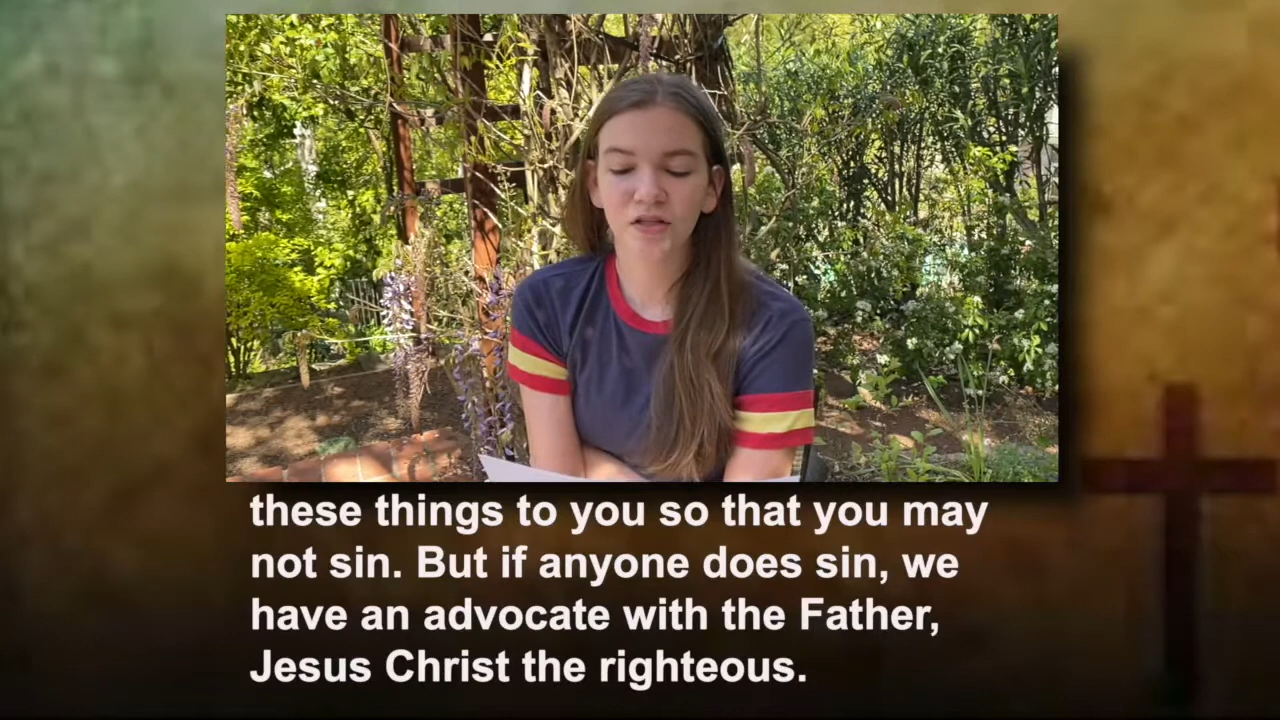 these things to you so that you may
not sin. But if anyone does sin, we
have an advocate with the Father,
Jesus Christ the righteous.